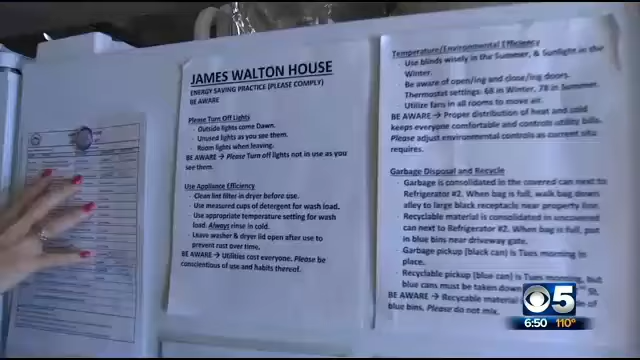 JAMES WALTON HOUSE
ENERGY SAVING PRACTICE (PLEASE COMPLY)
BE AWARE
Please Turn Off Lights
- Outside lights come Dawn.
- Unused lights as you see them.
- Room lights when leaving.
BE AWARE → Please Turn off lights not in use as you
see them.
Use Appliance Efficiency
- Clean lint filter in dryer before use.
- Use measured cups of detergent for wash load.
- Use appropriate temperature setting for wash
load. Always rinse in cold.
- Leave washer & dryer lid open after use to
prevent rust over time.
BE AWARE → Utilities cost everyone. Please be
conscientious of use and habits thereof.
Temperature/Environmental Efficiency
- Use blinds wisely in the Summer, & Sunlight in the
Winter.
- Be aware of open/ing and close/ing doors.
- Thermostat settings: 68 in Winter, 78 in Summer.
- Utilize fans in all rooms to move air.
BE AWARE → Proper distribution of heat and cold
keeps everyone comfortable and controls utility bills.
Please adjust environmental controls as current situ
requires.
Garbage Disposal and Recycle
- Garbage is consolidated in the covered can next to
Refrigerator #2. When bag is full, walk bag down
alley to large black receptacle near property line.
- Recyclable material is consolidated in uncovered
can next to Refrigerator #2. When bag is full, put
in blue bins near driveway gate.
- Garbage pickup (black can) is Tues morning in
place.
- Recyclable pickup (blue can) is Tues morning, but
blue cans must be taken down
BE AWARE → Recycable material
blue bins. Please do not mix.
5
6:50 110°